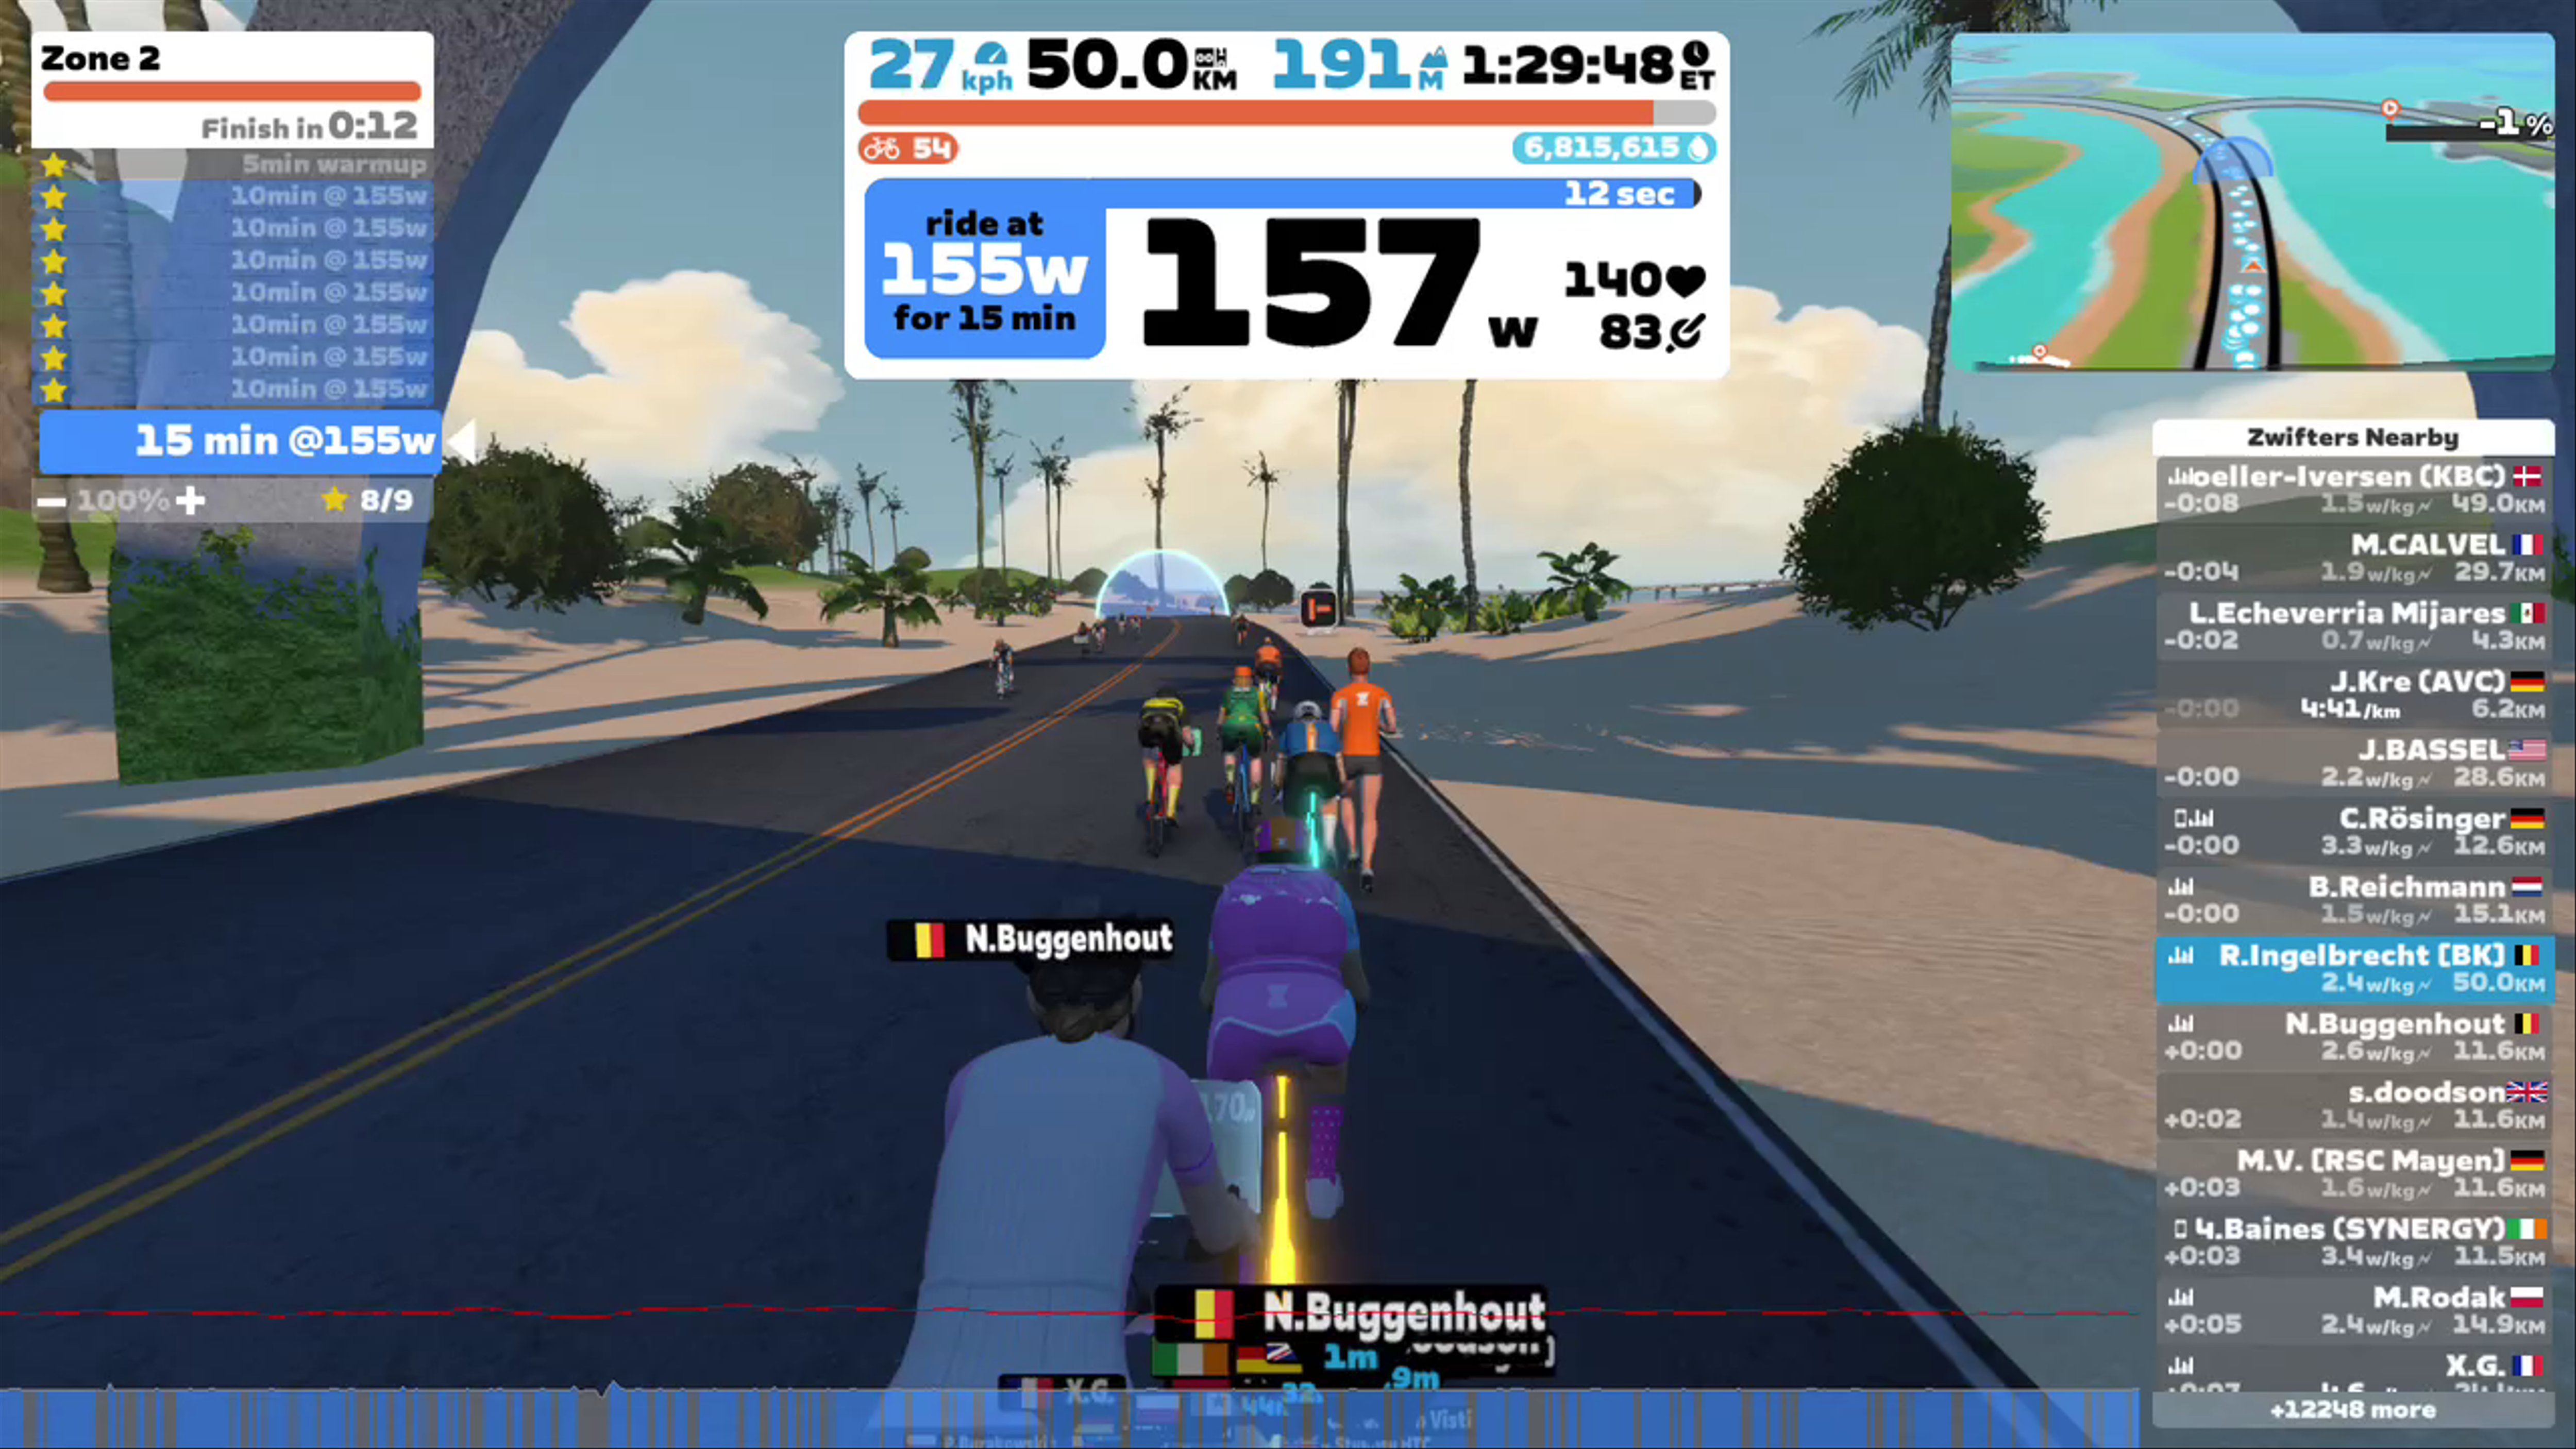 Zone 2
Finish in 0:12
5min warmup
10min @ 155w
10min @ 155w
10min @ 155w
10min @ 155w
10min @ 155w
10min @ 155w
10min @ 155w
15 min @155w
100%
8/9
27 kph 50.0 KM 191 M 1:29:48 ET
54
6,815,615
12 sec
ride at
155w
for 15 min
157 w
140
83
-1%
Zwifters Nearby
oeller-Iversen (KBC)
-0:08 1.5w/kg 49.0KM
M.CALVEL
-0:04 1.9w/kg 29.7KM
L.Echeverria Mijares
-0:02 0.7w/kg 4.3KM
J.Kre (AVC)
-0:00 4:41/km 6.2KM
J.BASSEL
-0:00 2.2w/kg 28.6KM
C.Rösinger
-0:00 3.3w/kg 12.6KM
B.Reichmann
-0:00 1.5w/kg 15.1KM
R.Ingelbrecht [BK]
2.4w/kg 50.0KM
N.Buggenhout
+0:00 2.6w/kg 11.6KM
s.doodson
+0:02 1.4w/kg 11.6KM
M.V. [RSC Mayen]
+0:03 1.6w/kg 11.6KM
4.Baines (SYNERGY)
+0:03 3.4w/kg 11.5KM
M.Rodak
+0:05 2.4w/kg 14.9KM
X.G.
+12248 more
N.Buggenhout
N.Buggenhout
1m
9m
X.G.
Visti